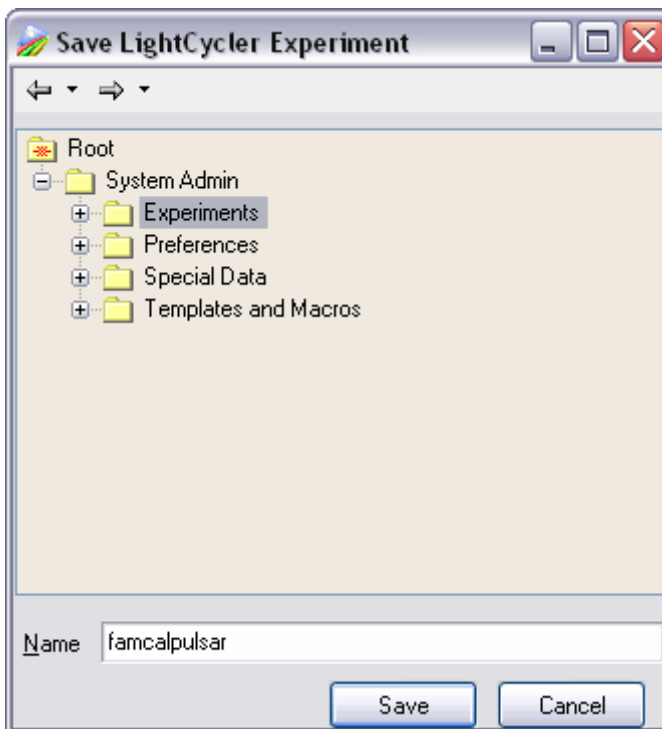 Save LightCycler Experiment
Root
System Admin
Experiments
Preferences
Special Data
Templates and Macros
Name famcalpulsar
Save Cancel